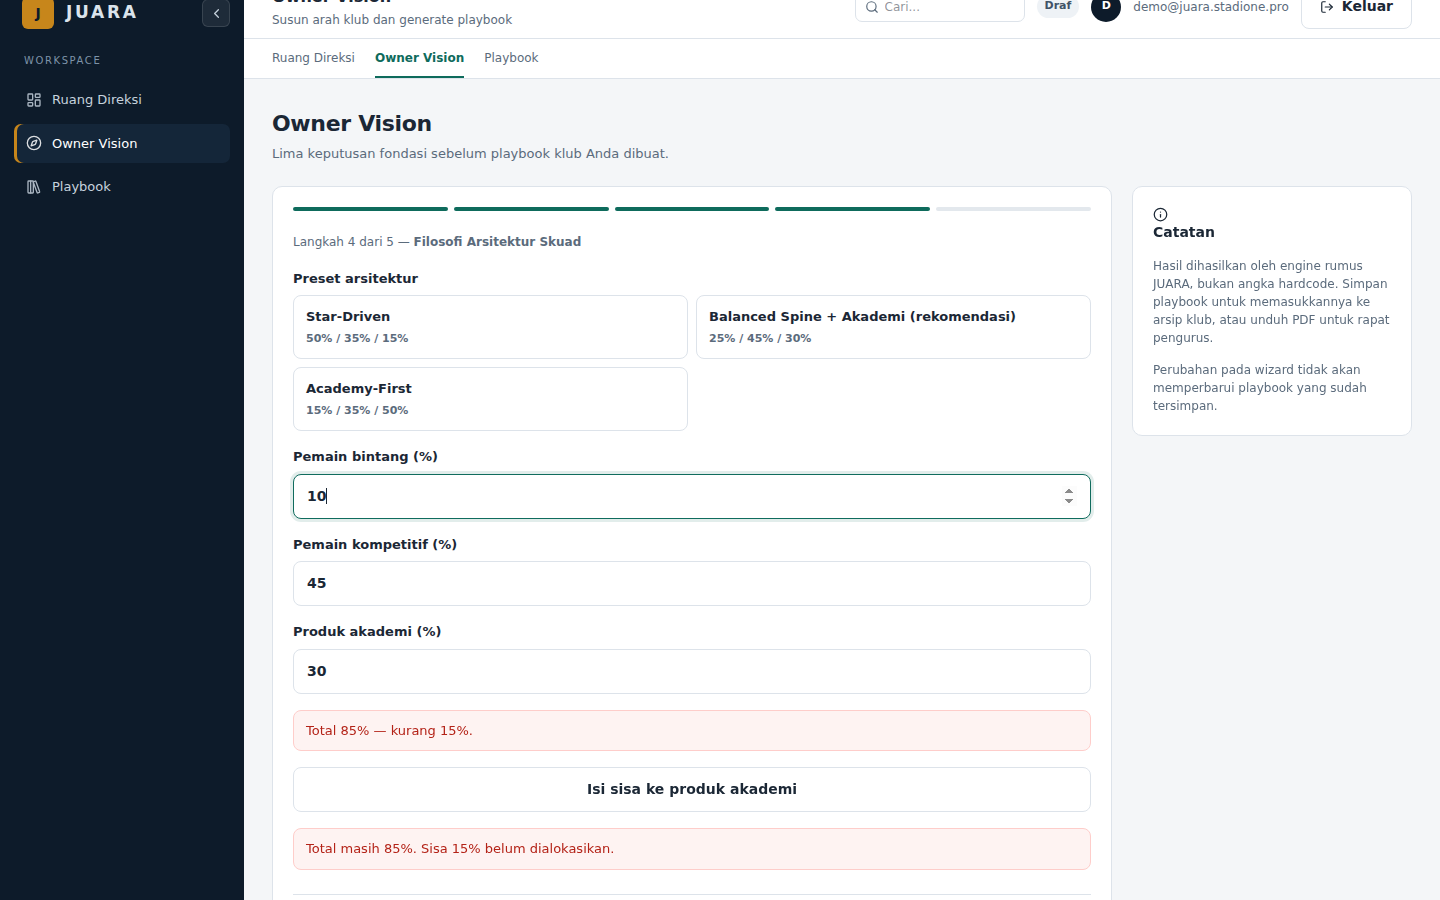 J JUARA
WORKSPACE
Ruang Direksi
Owner Vision
Playbook
Susun arah klub dan generate playbook
Cari...
Draf
D
demo@juara.stadione.pro
Keluar
Ruang Direksi
Owner Vision
Playbook
Owner Vision
Lima keputusan fondasi sebelum playbook klub Anda dibuat.
Langkah 4 dari 5 — Filosofi Arsitektur Skuad
Preset arsitektur
Star-Driven
50% / 35% / 15%
Balanced Spine + Akademi (rekomendasi)
25% / 45% / 30%
Academy-First
15% / 35% / 50%
Pemain bintang (%)
10
Pemain kompetitif (%)
45
Produk akademi (%)
30
Total 85% — kurang 15%.
Isi sisa ke produk akademi
Total masih 85%. Sisa 15% belum dialokasikan.
Catatan
Hasil dihasilkan oleh engine rumus
JUARA, bukan angka hardcode. Simpan
playbook untuk memasukkannya ke
arsip klub, atau unduh PDF untuk rapat
pengurus.
Perubahan pada wizard tidak akan
memperbarui playbook yang sudah
tersimpan.